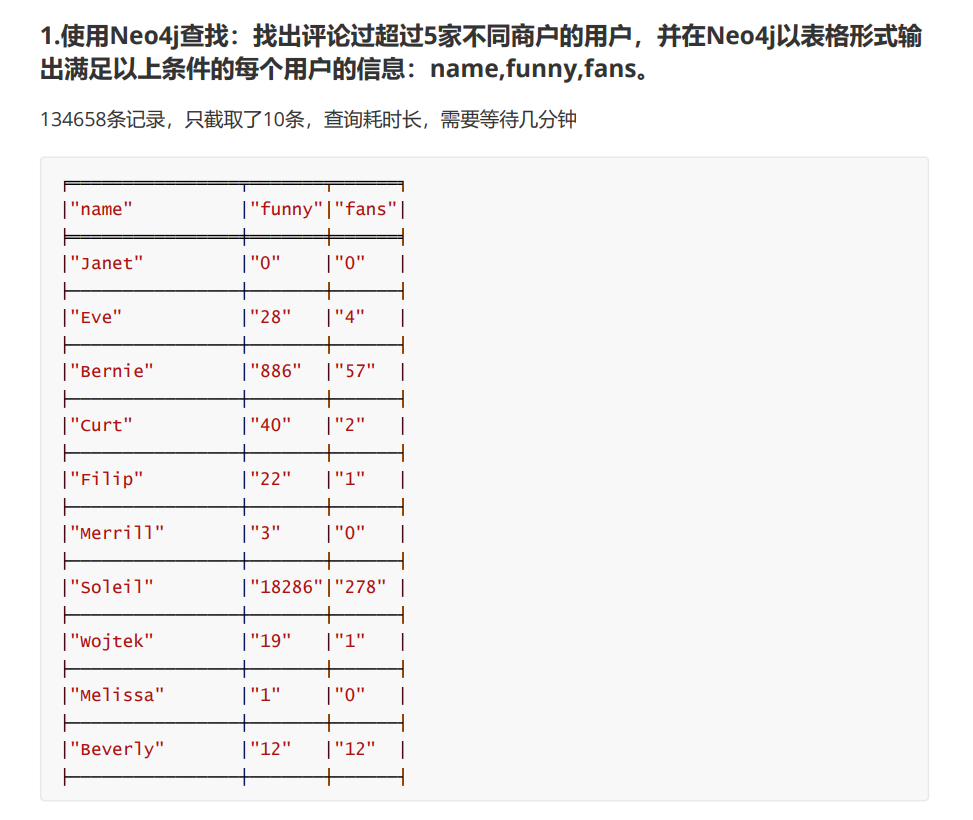 1.使用Neo4j查找：找出评论过超过5家不同商户的用户，并在Neo4j以表格形式输
出满足以上条件的每个用户的信息：name,funny,fans。
134658条记录，只截取了10条，查询耗时长，需要等待几分钟
╒═════════════════╤════════╤═══════╕
│"name"           │"funny"│"fans"│
╞═════════════════╪════════╪═══════╡
│"Janet"          │"0"    │"0"   │
├─────────────────┼────────┼───────┤
│"Eve"            │"28"   │"4"   │
├─────────────────┼────────┼───────┤
│"Bernie"         │"886"  │"57"  │
├─────────────────┼────────┼───────┤
│"Curt"           │"40"   │"2"   │
├─────────────────┼────────┼───────┤
│"Filip"          │"22"   │"1"   │
├─────────────────┼────────┼───────┤
│"Merrill"        │"3"    │"0"   │
├─────────────────┼────────┼───────┤
│"Soleil"         │"18286"│"278" │
├─────────────────┼────────┼───────┤
│"Wojtek"         │"19"   │"1"   │
├─────────────────┼────────┼───────┤
│"Melissa"        │"1"    │"0"   │
├─────────────────┼────────┼───────┤
│"Beverly"        │"12"   │"12"  │
├─────────────────┼────────┼───────┤